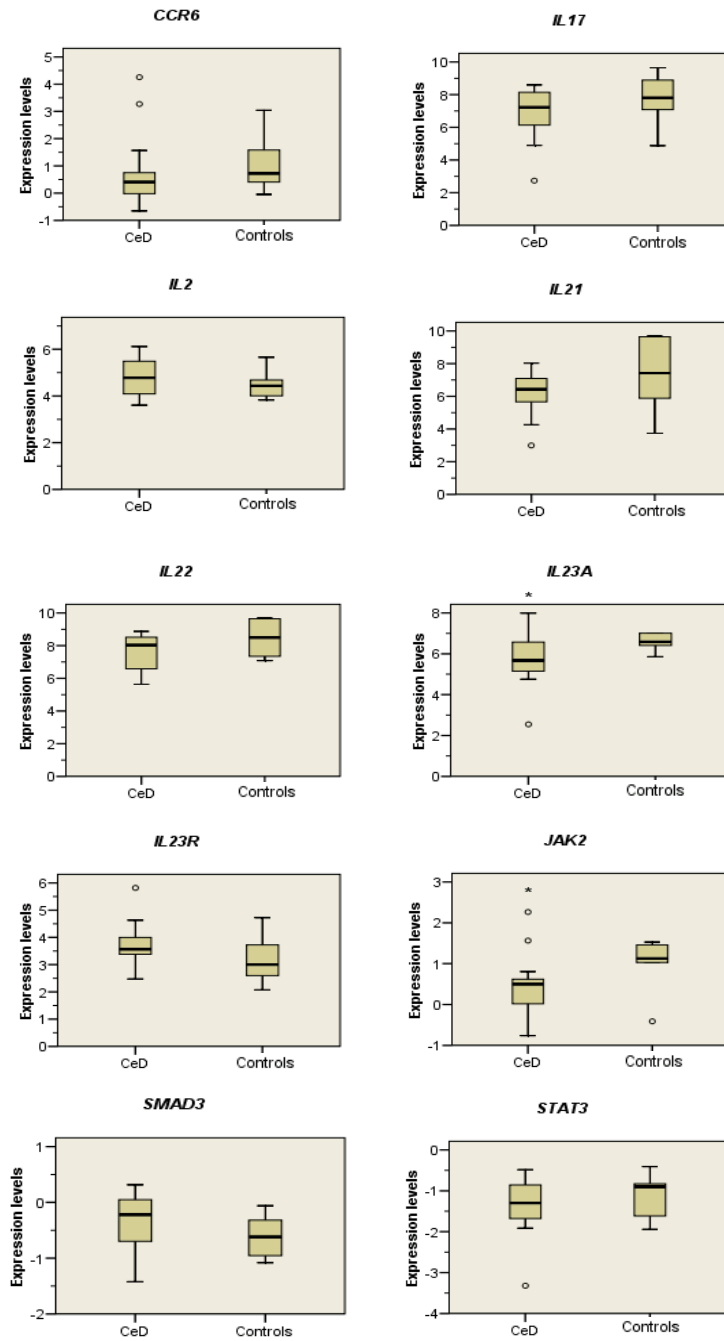 CCR6
Expression levels
5
4
3
2
1
0
-1
CeD
Controls
IL17
Expression levels
10
8
6
4
2
0
CeD
Controls
IL2
Expression levels
6
4
2
0
CeD
Controls
IL21
Expression levels
10
8
6
4
2
0
CeD
Controls
IL22
Expression levels
10
8
6
4
2
0
CeD
Controls
IL23A
*
Expression levels
8
6
4
2
0
CeD
Controls
IL23R
Expression levels
6
5
4
3
2
1
0
CeD
Controls
JAK2
*
Expression levels
3
2
1
0
-1
CeD
Controls
SMAD3
Expression levels
1
0
-1
-2
CeD
Controls
STAT3
Expression levels
0
-1
-2
-3
-4
CeD
Controls